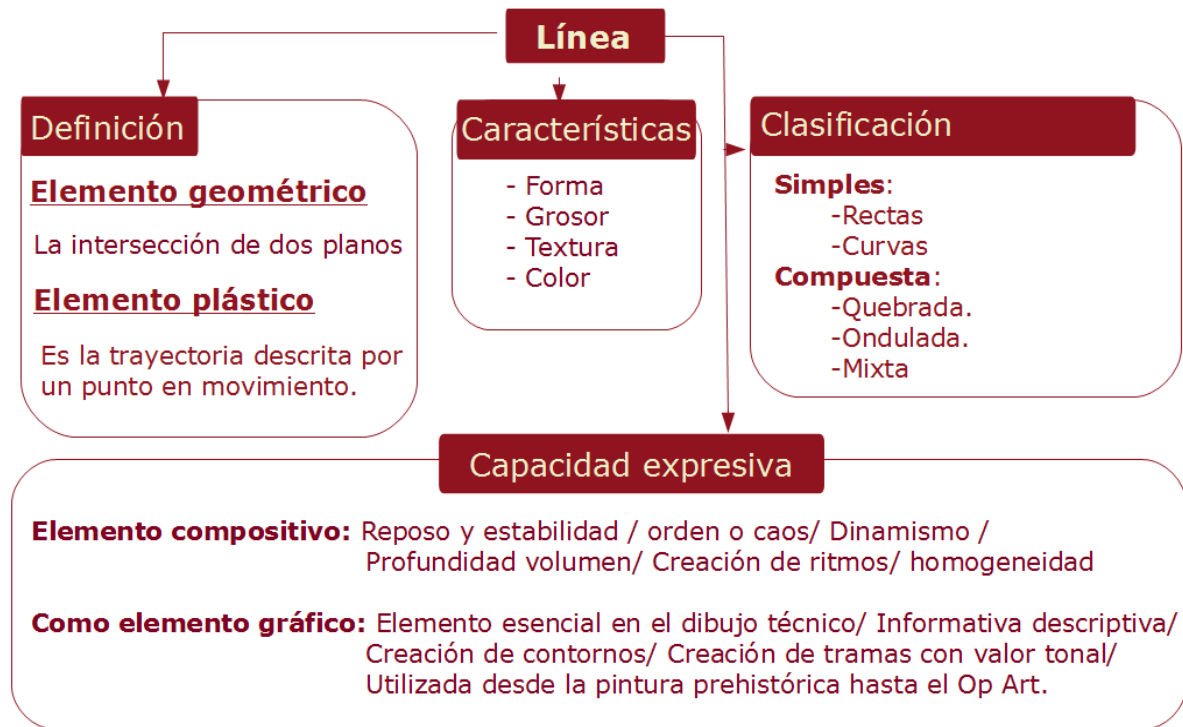 Línea
Definición
Elemento geométrico
La intersección de dos planos
Elemento plástico
Es la trayectoria descrita por
un punto en movimiento.
Características
- Forma
- Grosor
- Textura
- Color
Clasificación
Simples:
-Rectas
-Curvas
Compuesta:
-Quebrada.
-Ondulada.
-Mixta
Capacidad expresiva
Elemento compositivo: Reposo y estabilidad / orden o caos/ Dinamismo /
Profundidad volumen/ Creación de ritmos/ homogeneidad
Como elemento gráfico: Elemento esencial en el dibujo técnico/ Informativa descriptiva/
Creación de contornos/ Creación de tramas con valor tonal/
Utilizada desde la pintura prehistórica hasta el Op Art.